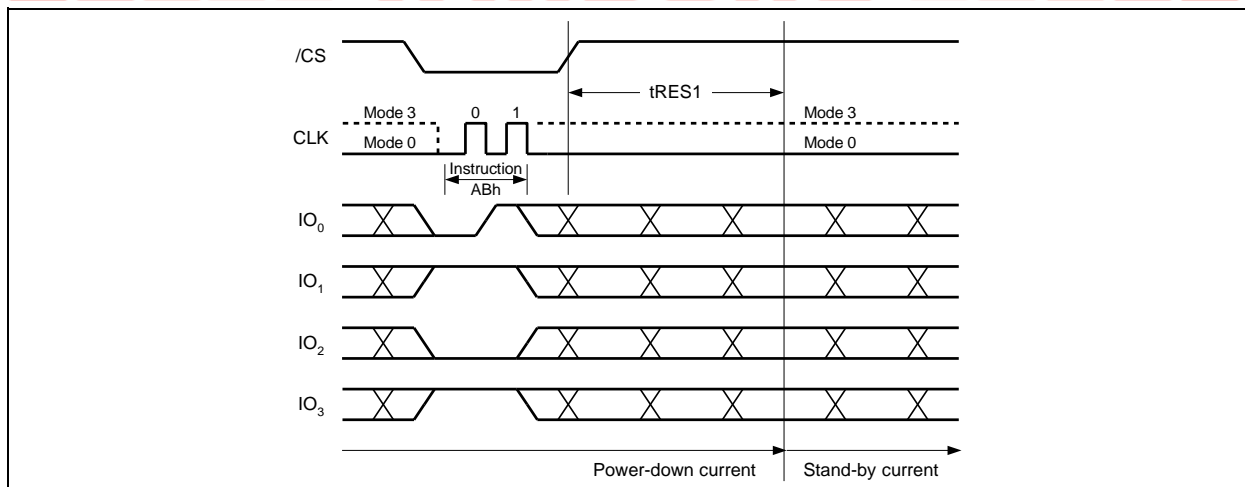 /CS
tRES1
Mode 3 0 1 Mode 3
CLK
Mode 0 Mode 0
Instruction
ABh
IO0
IO1
IO2
IO3
Power-down current Stand-by current